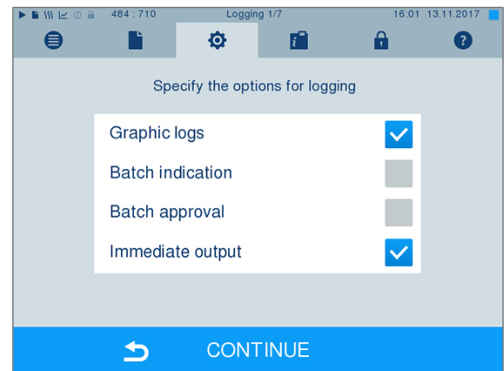 484 : 710 Logging 1/7 16:01 13.11.2017
Specify the options for logging
Graphic logs
Batch indication
Batch approval
Immediate output
CONTINUE